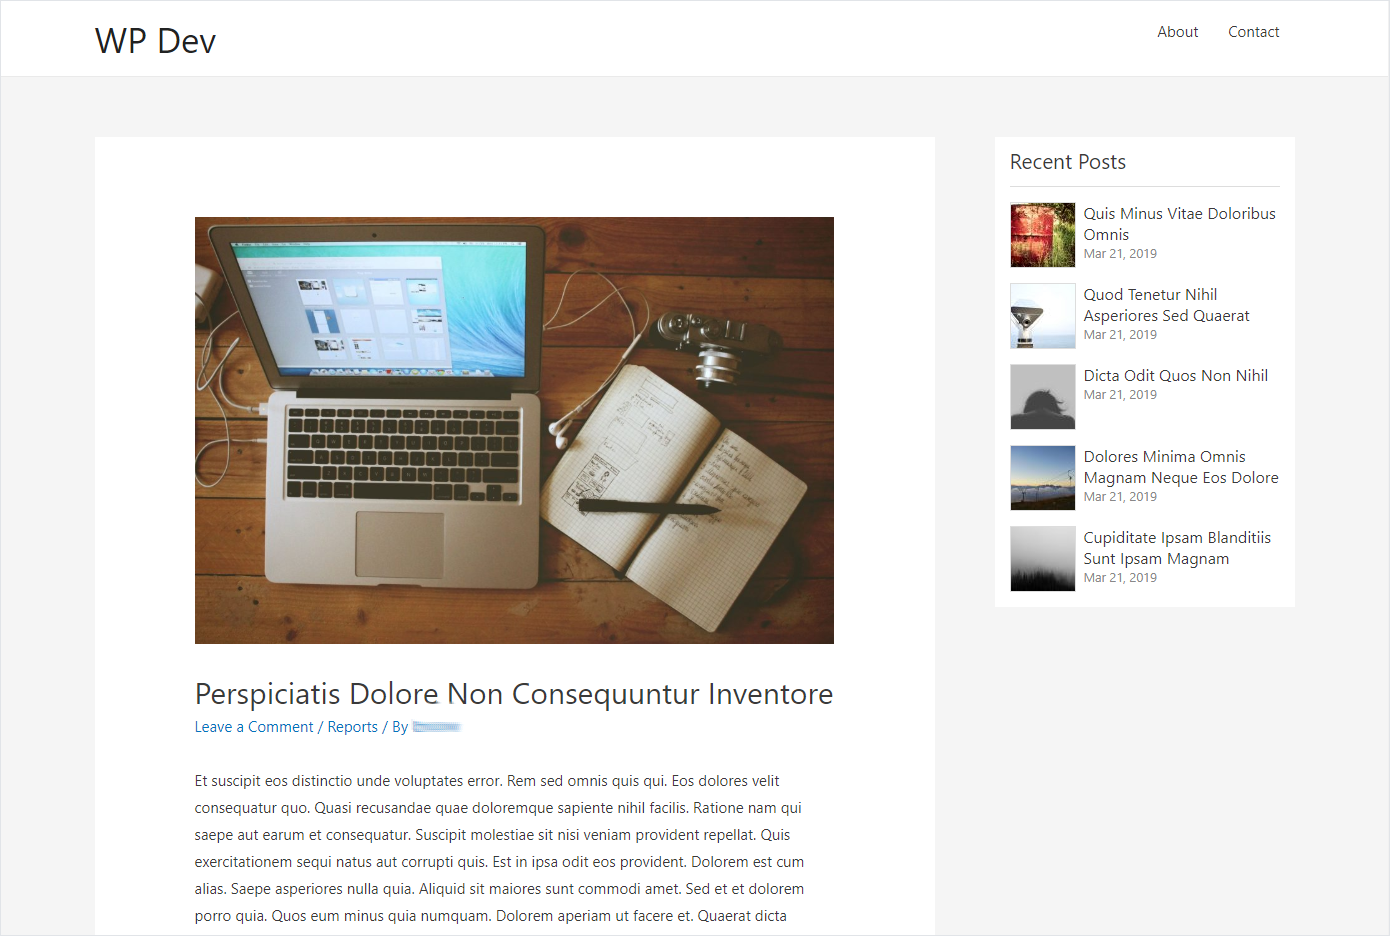 WP Dev
About
Contact
Perspiciatis Dolore Non Consequuntur Inventore
Leave a Comment / Reports / By
Et suscipit eos distinctio unde voluptates error. Rem sed omnis quis qui. Eos dolores velit
consequatur quo. Quasi recusandae quae doloremque sapiente nihil facilis. Ratione nam qui
saepe aut earum et consequatur. Suscipit molestiae sit nisi veniam provident repellat. Quis
exercitationem sequi natus aut corrupti quis. Est in ipsa odit eos provident. Dolorem est cum
alias. Saepe asperiores nulla quia. Aliquid sit maiores sunt commodi amet. Sed et et dolorem
porro quia. Quos eum minus quia numquam. Dolorem aperiam ut facere et. Quaerat dicta
Recent Posts
Quis Minus Vitae Doloribus
Omnis
Mar 21, 2019
Quod Tenetur Nihil
Asperiores Sed Quaerat
Mar 21, 2019
Dicta Odit Quos Non Nihil
Mar 21, 2019
Dolores Minima Omnis
Magnam Neque Eos Dolore
Mar 21, 2019
Cupiditate Ipsam Blanditiis
Sunt Ipsam Magnam
Mar 21, 2019